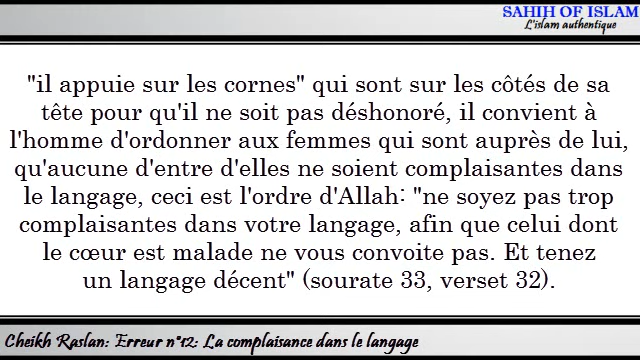 SAHIH OF ISLAM
L'islam authentique
"il appuie sur les cornes" qui sont sur les côtés de sa
tête pour qu'il ne soit pas déshonoré, il convient à
l'homme d'ordonner aux femmes qui sont auprès de lui,
qu'aucune d'entre d'elles ne soient complaisantes dans
le langage, ceci est l'ordre d'Allah: "ne soyez pas trop
complaisantes dans votre langage, afin que celui dont
le cœur est malade ne vous convoite pas. Et tenez
un langage décent" (sourate 33, verset 32).
Cheikh Raslan: Erreur n°12: La complaisance dans le langage